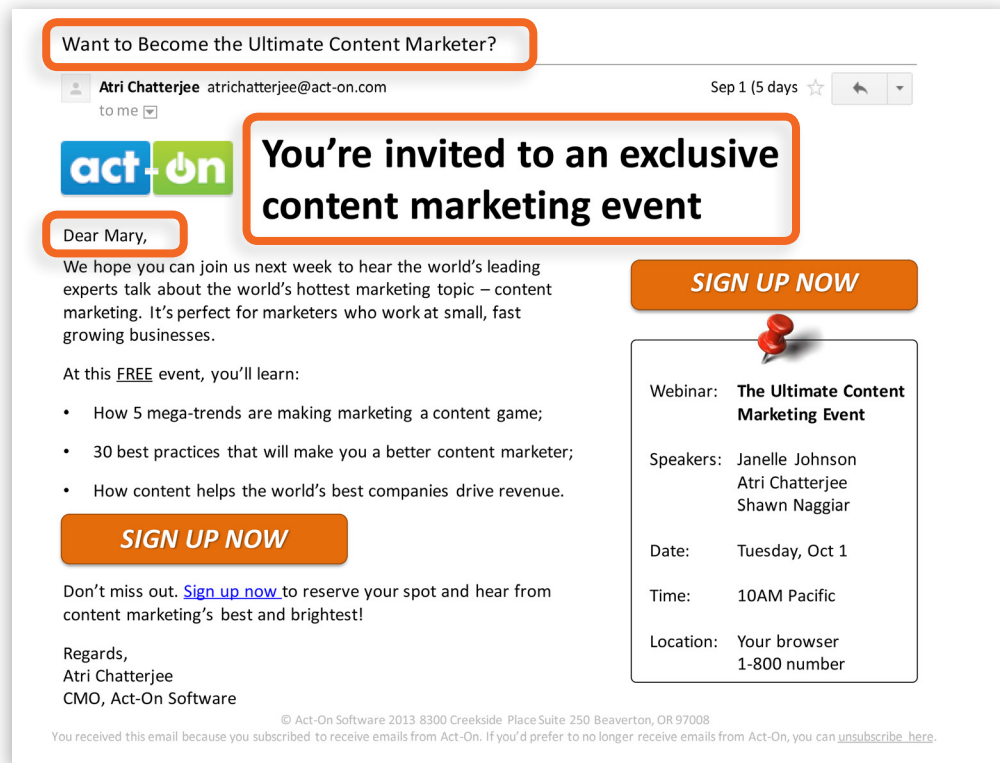 Want to Become the Ultimate Content Marketer?
Atri Chatterjee atrichatterjee@act-on.com
Sep 1 (5 days
to me
act-on
You're invited to an exclusive
content marketing event
Dear Mary,
We hope you can join us next week to hear the world's leading
experts talk about the world's hottest marketing topic – content
marketing. It's perfect for marketers who work at small, fast
growing businesses.
At this FREE event, you'll learn:
• How 5 mega-trends are making marketing a content game;
• 30 best practices that will make you a better content marketer;
• How content helps the world's best companies drive revenue.
SIGN UP NOW
Don't miss out. Sign up now to reserve your spot and hear from
content marketing's best and brightest!
Regards,
Atri Chatterjee
CMO, Act-On Software
SIGN UP NOW
Webinar: The Ultimate Content
Marketing Event
Speakers: Janelle Johnson
Atri Chatterjee
Shawn Naggiar
Date: Tuesday, Oct 1
Time: 10AM Pacific
Location: Your browser
1-800 number
© Act-On Software 2013 8300 Creekside Place Suite 250 Beaverton, OR 97008
You received this email because you subscribed to receive emails from Act-On. If you'd prefer to no longer receive emails from Act-On, you can unsubscribe here.